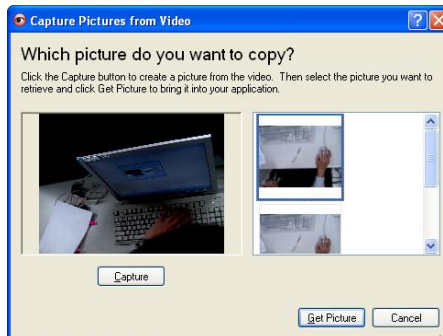 Capture Pictures from Video
Which picture do you want to copy?
Click the Capture button to create a picture from the video.  Then select the picture you want to
retrieve and click Get Picture to bring it into your application.
Capture
Get Picture
Cancel